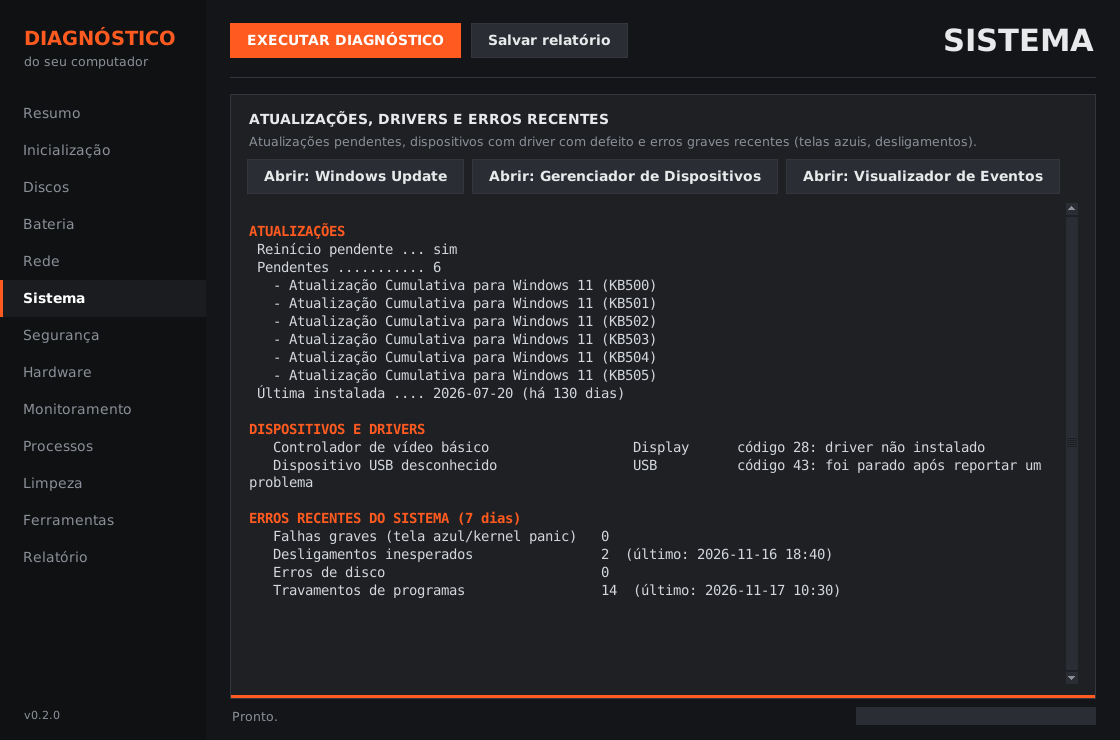 DIAGNÓSTICO
do seu computador
Resumo
Inicialização
Discos
Bateria
Rede
Sistema
Segurança
Hardware
Monitoramento
Processos
Limpeza
Ferramentas
Relatório
v0.2.0
EXECUTAR DIAGNÓSTICO
Salvar relatório
SISTEMA
ATUALIZAÇÕES, DRIVERS E ERROS RECENTES
Atualizações pendentes, dispositivos com driver com defeito e erros graves recentes (telas azuis, desligamentos).
Abrir: Windows Update
Abrir: Gerenciador de Dispositivos
Abrir: Visualizador de Eventos
ATUALIZAÇÕES
Reinício pendente ... sim
Pendentes ........... 6
- Atualização Cumulativa para Windows 11 (KB500)
- Atualização Cumulativa para Windows 11 (KB501)
- Atualização Cumulativa para Windows 11 (KB502)
- Atualização Cumulativa para Windows 11 (KB503)
- Atualização Cumulativa para Windows 11 (KB504)
- Atualização Cumulativa para Windows 11 (KB505)
Última instalada .... 2026-07-20 (há 130 dias)
DISPOSITIVOS E DRIVERS
Controlador de vídeo básico Display código 28: driver não instalado
Dispositivo USB desconhecido USB código 43: foi parado após reportar um
problema
ERROS RECENTES DO SISTEMA (7 dias)
Falhas graves (tela azul/kernel panic) 0
Desligamentos inesperados 2 (último: 2026-11-16 18:40)
Erros de disco 0
Travamentos de programas 14 (último: 2026-11-17 10:30)
Pronto.